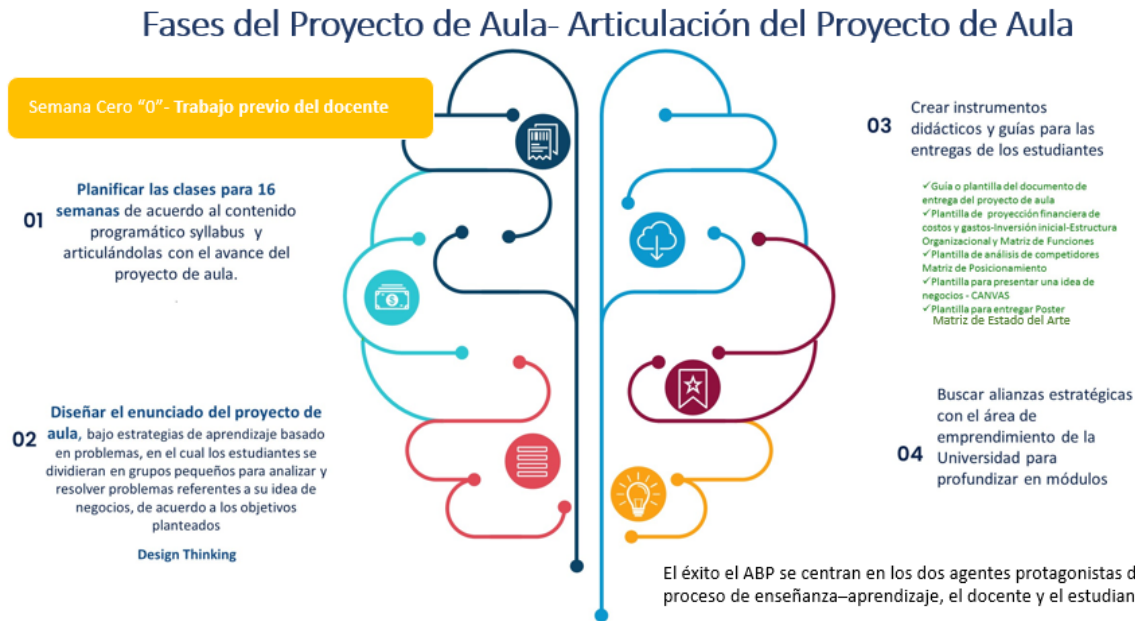 Fases del Proyecto de Aula- Articulación del Proyecto de Aula
Semana Cero "0"- Trabajo previo del docente
01
Planificar las clases para 16
semanas de acuerdo al contenido
programático syllabus y
articulándolas con el avance del
proyecto de aula.
.
02
Diseñar el enunciado del proyecto de
aula, bajo estrategias de aprendizaje basado
en problemas, en el cual los estudiantes se
dividieran en grupos pequeños para analizar y
resolver problemas referentes a su idea de
negocios, de acuerdo a los objetivos
planteados
Design Thinking
03
Crear instrumentos
didácticos y guías para las
entregas de los estudiantes
✓Guía o plantilla del documento de
entrega del proyecto de aula
✓Plantilla de proyección financiera de
costos y gastos-Inversión inicial-Estructura
Organizacional y Matriz de Funciones
✓Plantilla de análisis de competidores
Matriz de Posicionamiento
✓Plantilla para presentar una idea de
negocios - CANVAS
✓Plantilla para entregar Poster
Matriz de Estado del Arte
04
Buscar alianzas estratégicas
con el área de
emprendimiento de la
Universidad para
profundizar en módulos
El éxito el ABP se centran en los dos agentes protagonistas d
proceso de enseñanza–aprendizaje, el docente y el estudian